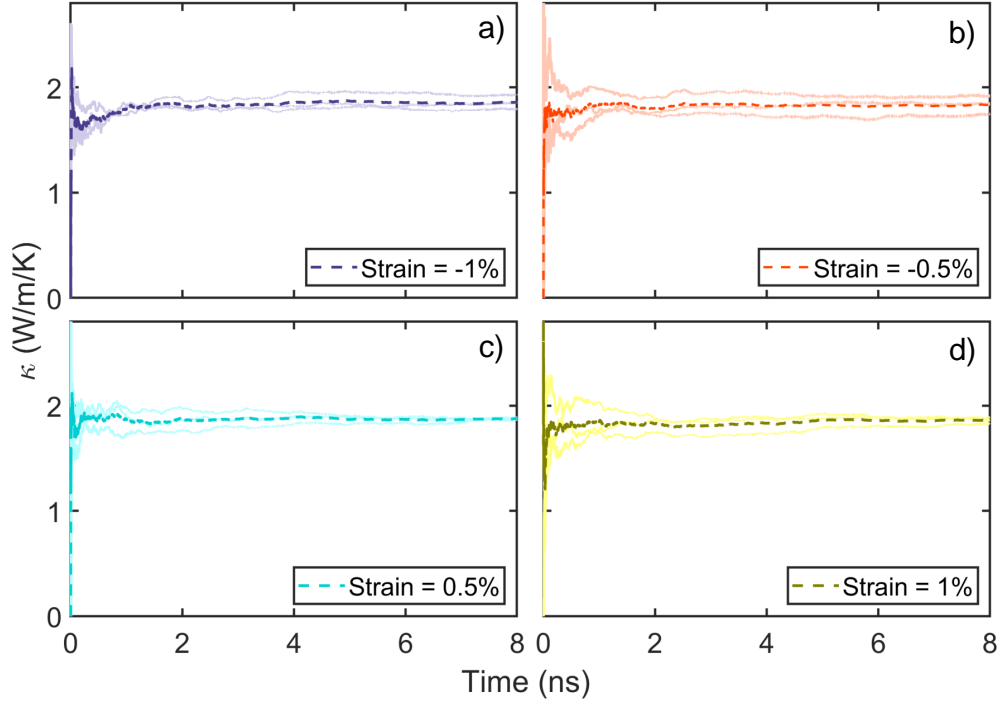 a)
b)
2
1
0
Strain = -1%
Strain = -0.5%
κ (W/m/K)
c)
d)
2
1
0
Strain = 0.5%
Strain = 1%
0 2 4 6 8
0 2 4 6 8
Time (ns)